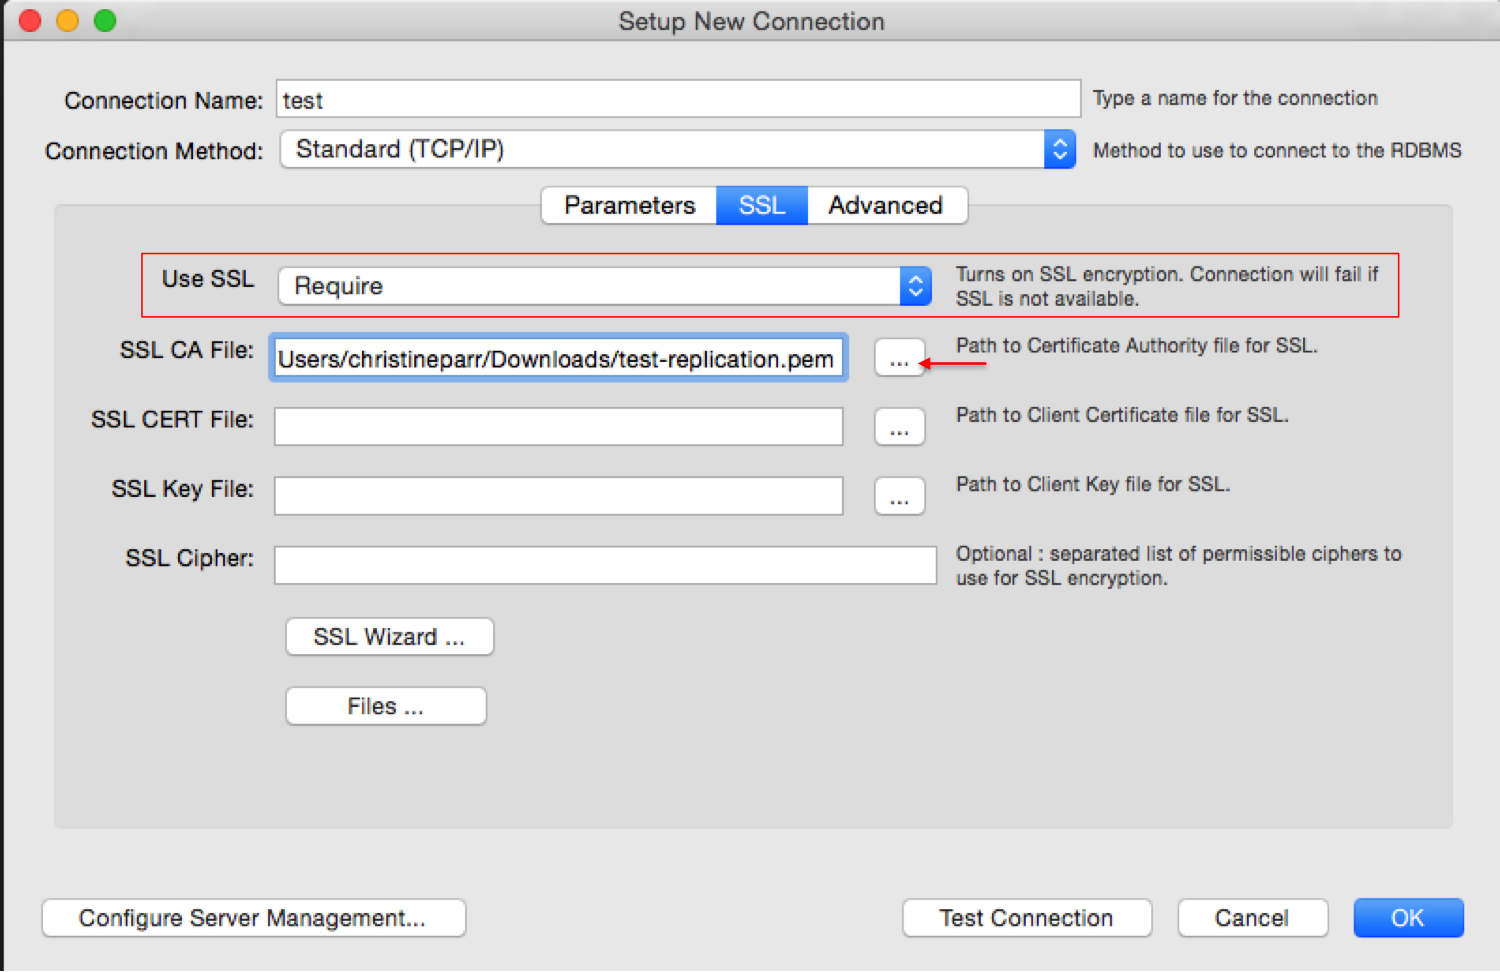 Setup New Connection
Connection Name: test Type a name for the connection
Connection Method: Standard (TCP/IP) Method to use to connect to the RDBMS
Parameters SSL Advanced
Use SSL Require Turns on SSL encryption. Connection will fail if
SSL is not available.
SSL CA File: Users/christineparr/Downloads/test-replication.pem ... Path to Certificate Authority file for SSL.
SSL CERT File: ... Path to Client Certificate file for SSL.
SSL Key File: ... Path to Client Key file for SSL.
SSL Cipher: Optional : separated list of permissible ciphers to
use for SSL encryption.
SSL Wizard ...
Files ...
Configure Server Management... Test Connection Cancel OK